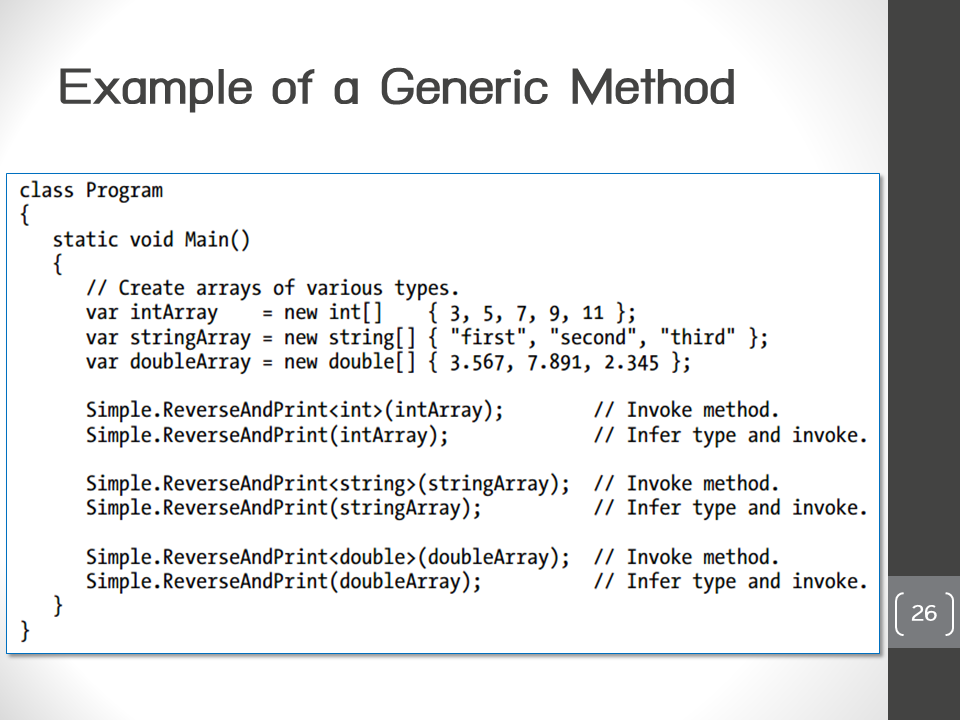 Example of a Generic Method
class Program
{
   static void Main()
   {
      // Create arrays of various types.
      var intArray    = new int[]    { 3, 5, 7, 9, 11 };
      var stringArray = new string[] { "first", "second", "third" };
      var doubleArray = new double[] { 3.567, 7.891, 2.345 };

      Simple.ReverseAndPrint<int>(intArray);        // Invoke method.
      Simple.ReverseAndPrint(intArray);             // Infer type and invoke.

      Simple.ReverseAndPrint<string>(stringArray);  // Invoke method.
      Simple.ReverseAndPrint(stringArray);          // Infer type and invoke.

      Simple.ReverseAndPrint<double>(doubleArray);  // Invoke method.
      Simple.ReverseAndPrint(doubleArray);          // Infer type and invoke.
   }
}
26